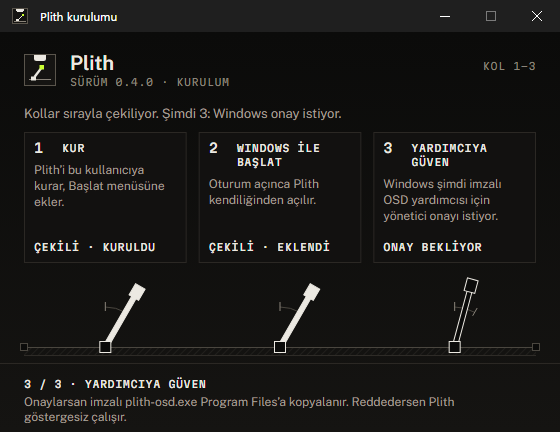 Plith kurulumu
Plith
SÜRÜM 0.4.0 · KURULUM
KOL 1–3
Kollar sırayla çekiliyor. Şimdi 3: Windows onay istiyor.
1 KUR
Plith’i bu kullanıcıya
kurar, Başlat menüsüne
ekler.
ÇEKİLİ · KURULDU
2 WINDOWS İLE
BAŞLAT
Oturum açınca Plith
kendiliğinden açılır.
ÇEKİLİ · EKLENDİ
3 YARDIMCIYA
GÜVEN
Windows şimdi imzalı
OSD yardımcısı için
yönetici onayı istiyor.
ONAY BEKLİYOR
3 / 3 · YARDIMCIYA GÜVEN
Onaylarsan imzalı plith-osd.exe Program Files’a kopyalanır. Reddedersen Plith
göstergesiz çalışır.